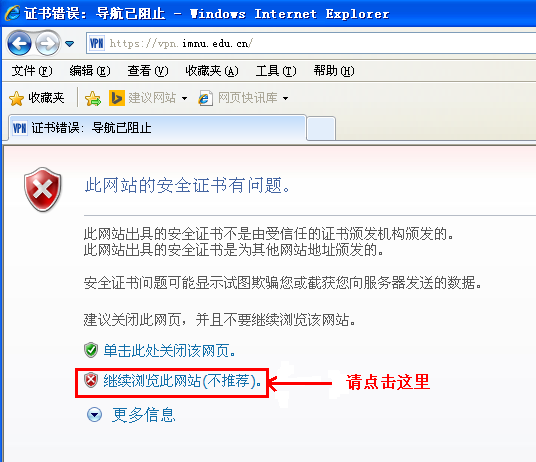 证书错误: 导航已阻止 - Windows Internet Explorer
VPN https://vpn.imnu.edu.cn/
文件(F) 编辑(E) 查看(V) 收藏夹(A) 工具(T) 帮助(H)
收藏夹 建议网站 网页快讯库
VPN 证书错误: 导航已阻止
此网站的安全证书有问题。
此网站出具的安全证书不是由受信任的证书颁发机构颁发的。
此网站出具的安全证书是为其他网站地址颁发的。
安全证书问题可能显示试图欺骗您或截获您向服务器发送的数据。
建议关闭此网页，并且不要继续浏览该网站。
单击此处关闭该网页。
继续浏览此网站(不推荐)。 请点击这里
更多信息